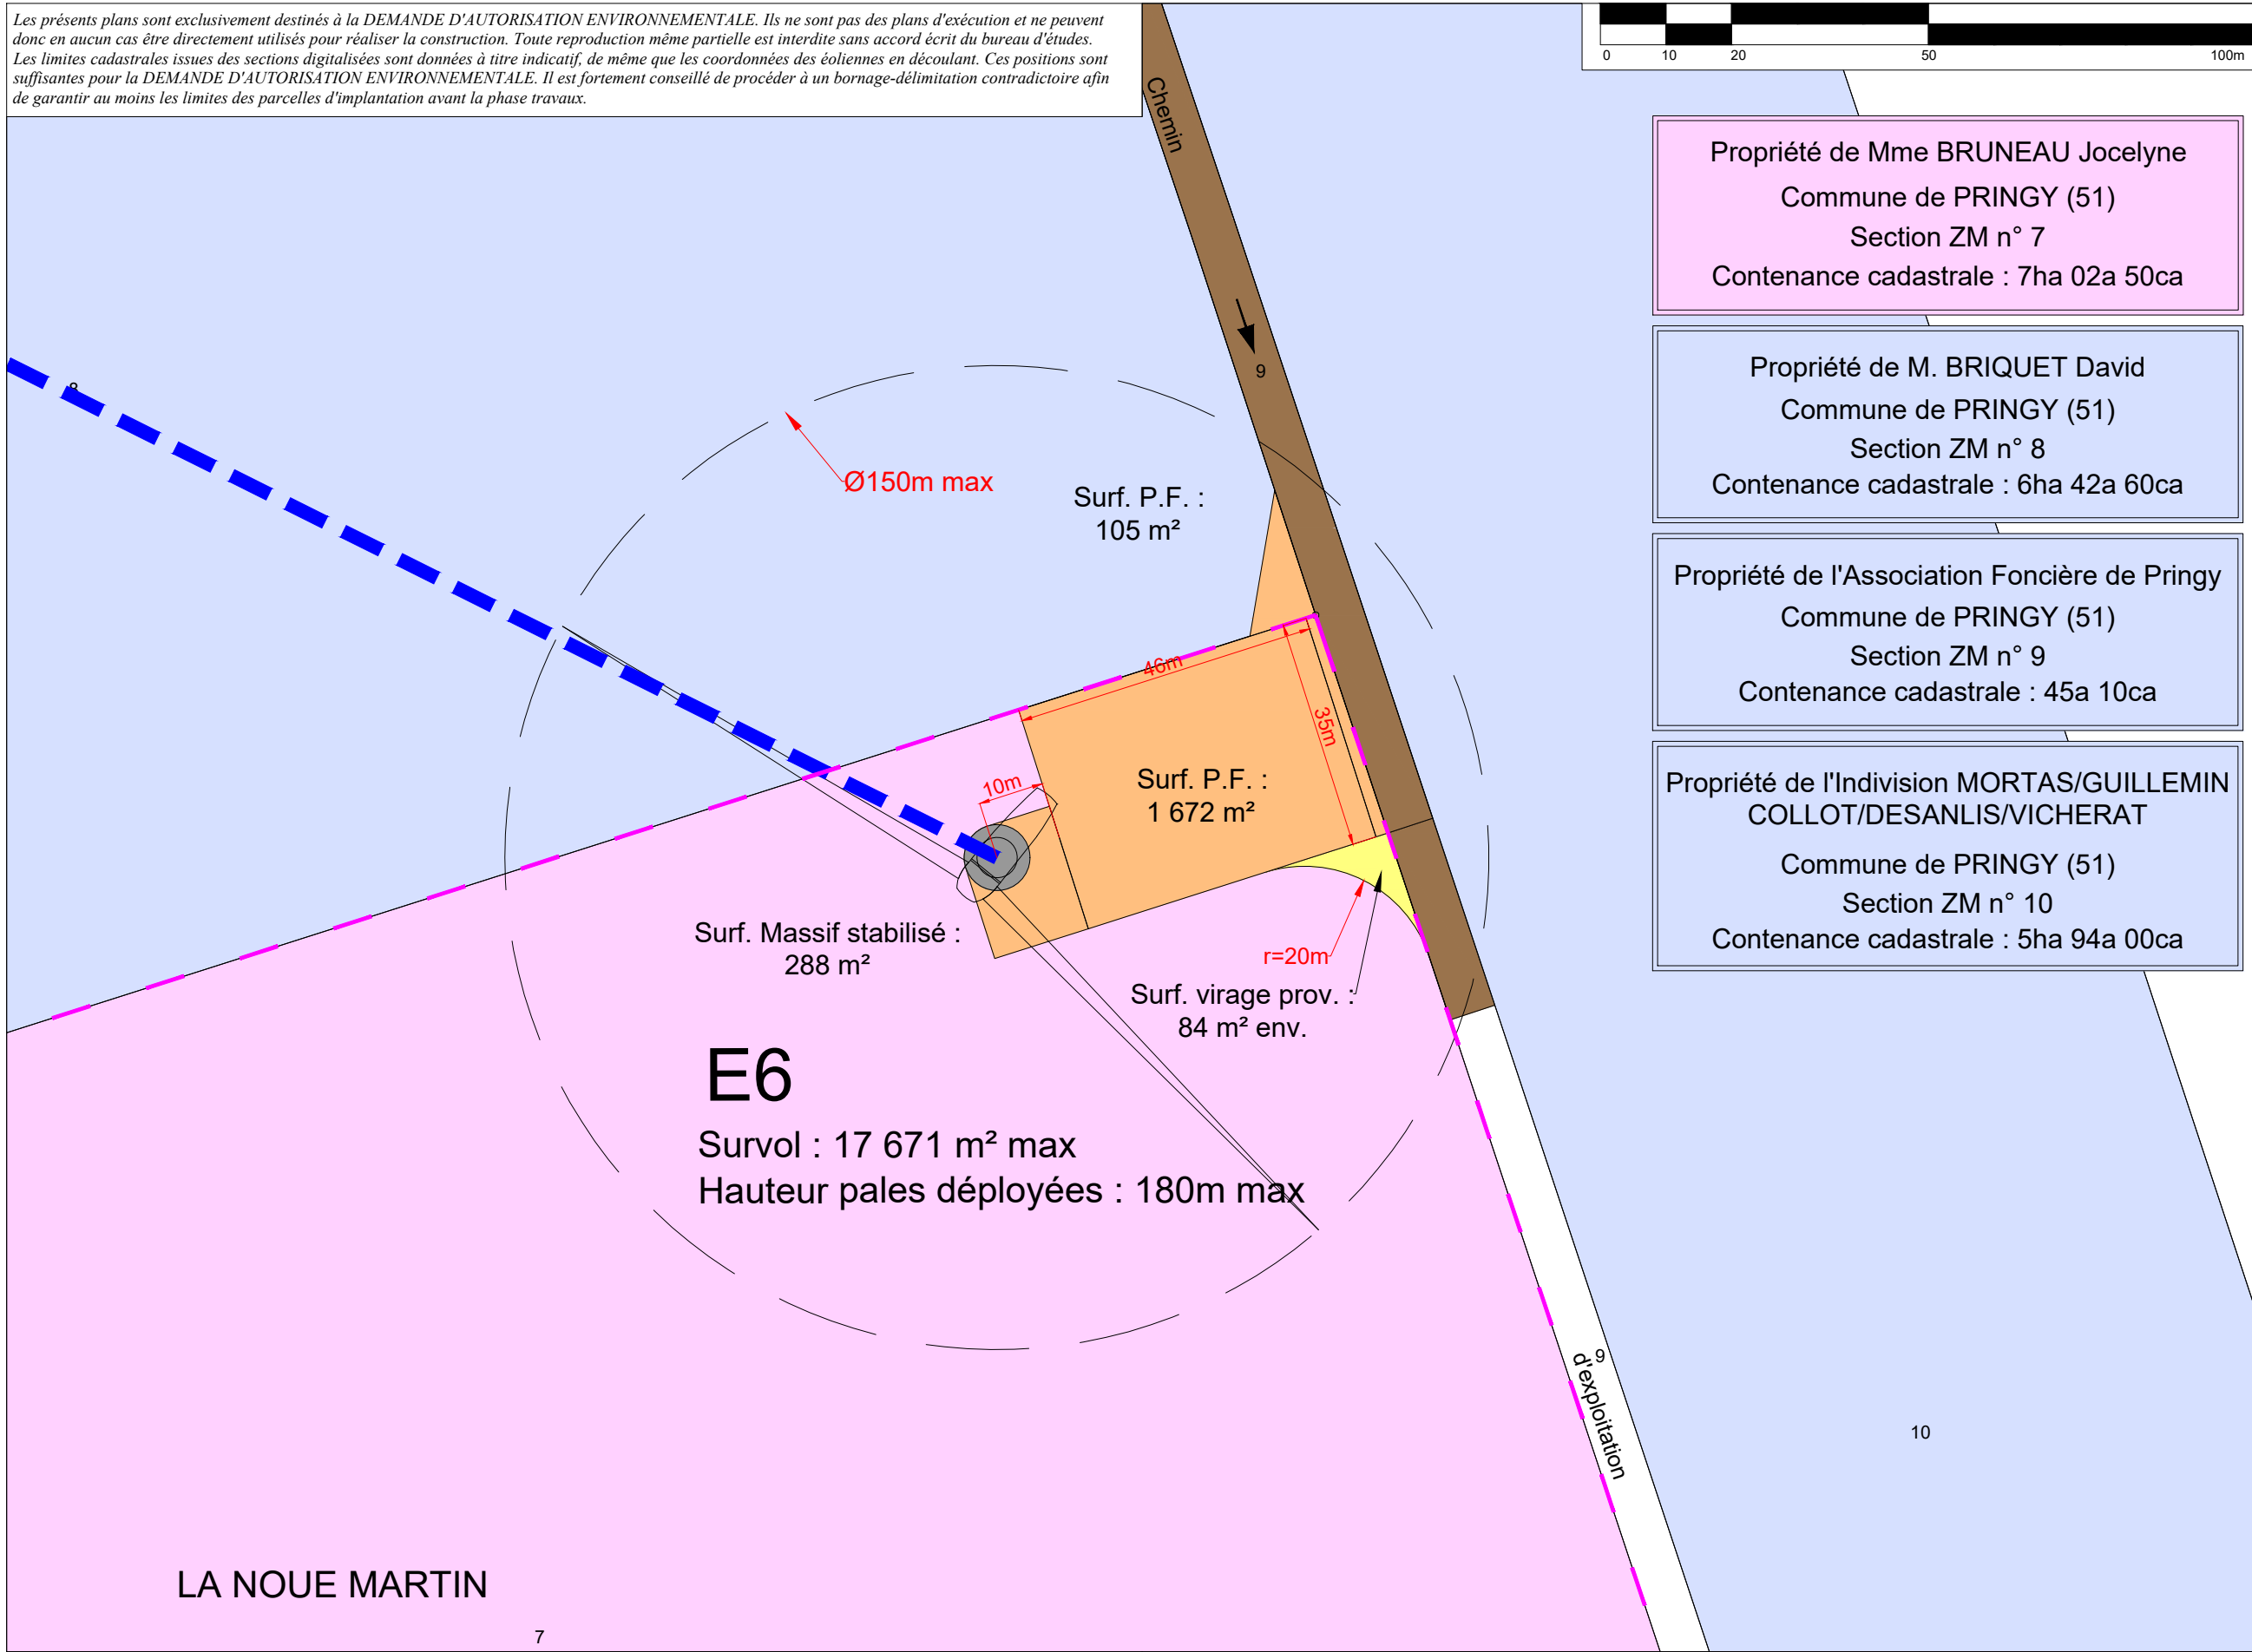 Les présents plans sont exclusivement destinés à la DEMANDE D'AUTORISATION ENVIRONNEMENTALE. Ils ne sont pas des plans d'exécution et ne peuvent
donc en aucun cas être directement utilisés pour réaliser la construction. Toute reproduction même partielle est interdite sans accord écrit du bureau d'études.
Les limites cadastrales issues des sections digitalisées sont données à titre indicatif, de même que les coordonnées des éoliennes en découlant. Ces positions sont
suffisantes pour la DEMANDE D'AUTORISATION ENVIRONNEMENTALE. Il est fortement conseillé de procéder à un bornage-délimitation contradictoire afin
de garantir au moins les limites des parcelles d'implantation avant la phase travaux.
0 10 20 50 100m
Chemin
Propriété de Mme BRUNEAU Jocelyne
Commune de PRINGY (51)
Section ZM n° 7
Contenance cadastrale : 7ha 02a 50ca
Propriété de M. BRIQUET David
Commune de PRINGY (51)
Section ZM n° 8
Contenance cadastrale : 6ha 42a 60ca
Propriété de l'Association Foncière de Pringy
Commune de PRINGY (51)
Section ZM n° 9
Contenance cadastrale : 45a 10ca
Propriété de l'Indivision MORTAS/GUILLEMIN
COLLOT/DESANLIS/VICHERAT
Commune de PRINGY (51)
Section ZM n° 10
Contenance cadastrale : 5ha 94a 00ca
9
8
Ø150m max
Surf. P.F. :
105 m²
46m
35m
10m
Surf. P.F. :
1 672 m²
Surf. Massif stabilisé :
288 m²
r=20m
Surf. virage prov. :
84 m² env.
E6
Survol : 17 671 m² max
Hauteur pales déployées : 180m max
9
d'exploitation
10
LA NOUE MARTIN
7